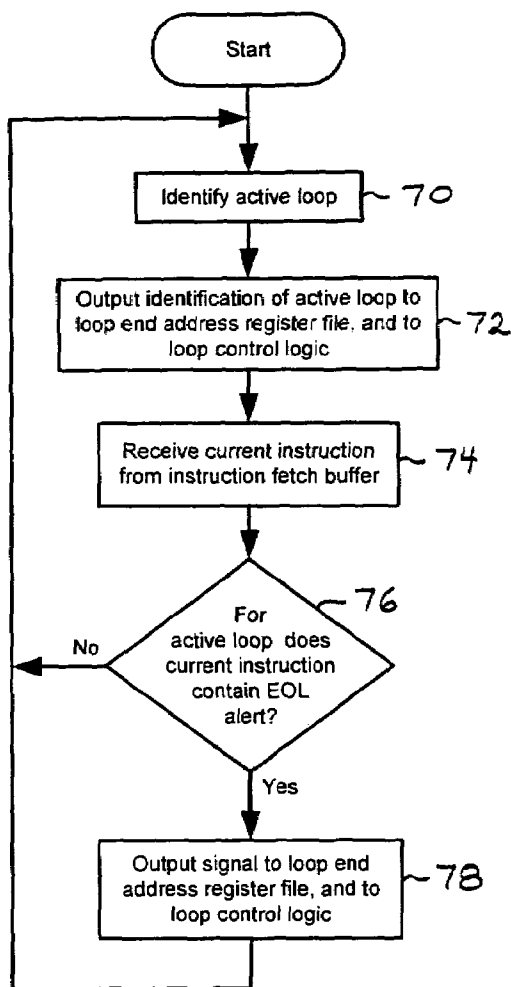 Start
Identify active loop
70
Output identification of active loop to
loop end address register file, and to
loop control logic
72
Receive current instruction
from instruction fetch buffer
74
For
active loop does
current instruction
contain EOL
alert?
76
No
Yes
Output signal to loop end
address register file, and to
loop control logic
78